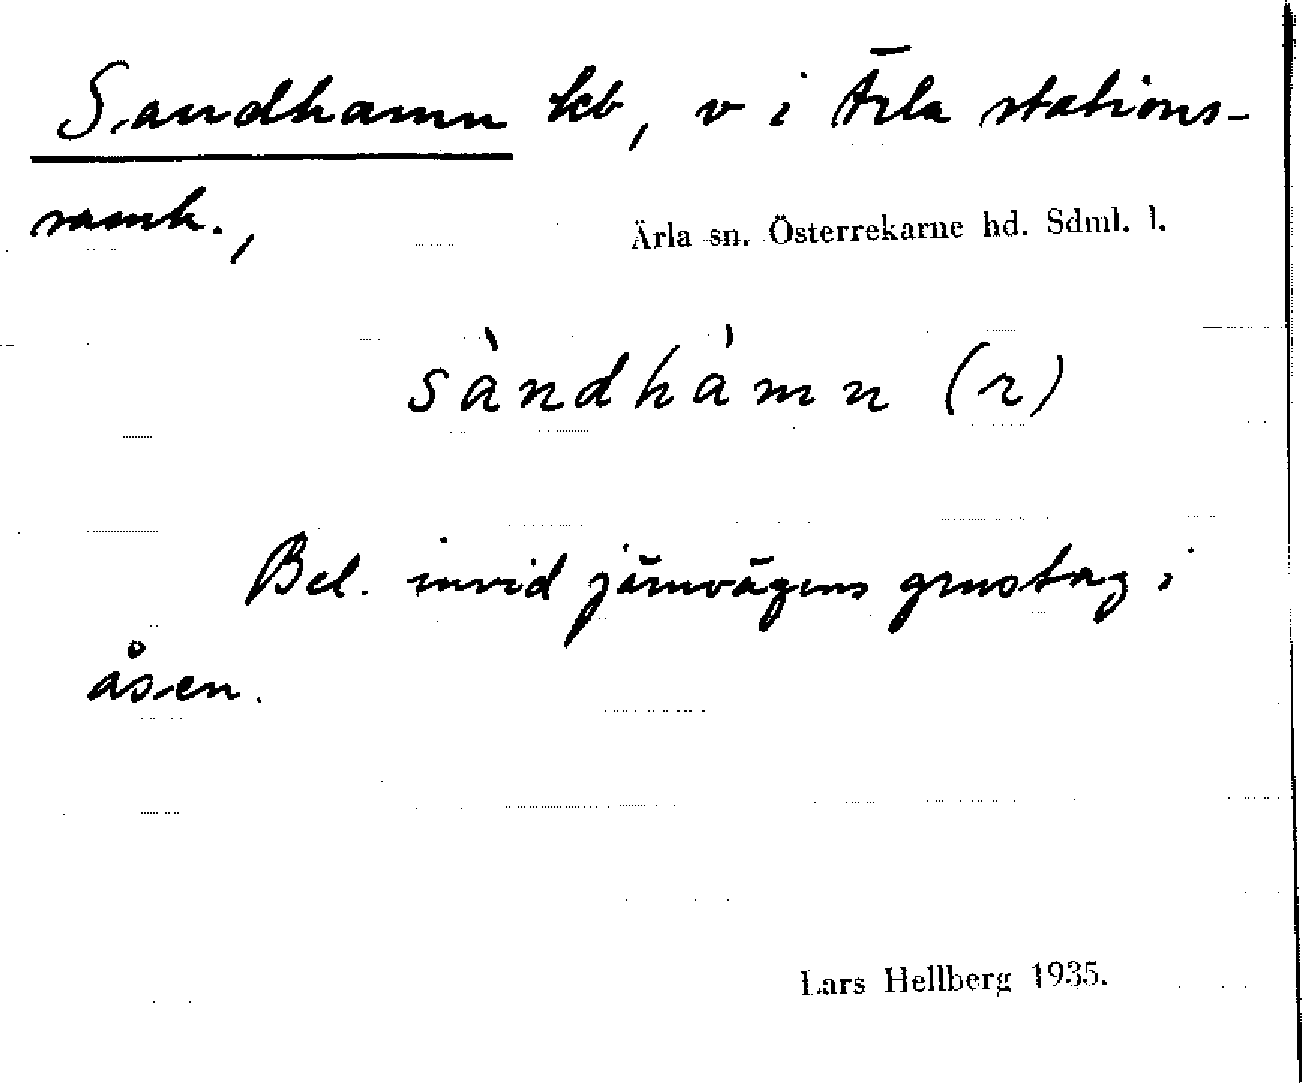 Sandhamn lcb, v i Ärla stations-
samh.,
Ärla sn. Österrekarne hd. Sdml. l.
sàndhámn (r)
Bel. invid järnvägens grustag i
åsen.
Lars Hellberg 1935.